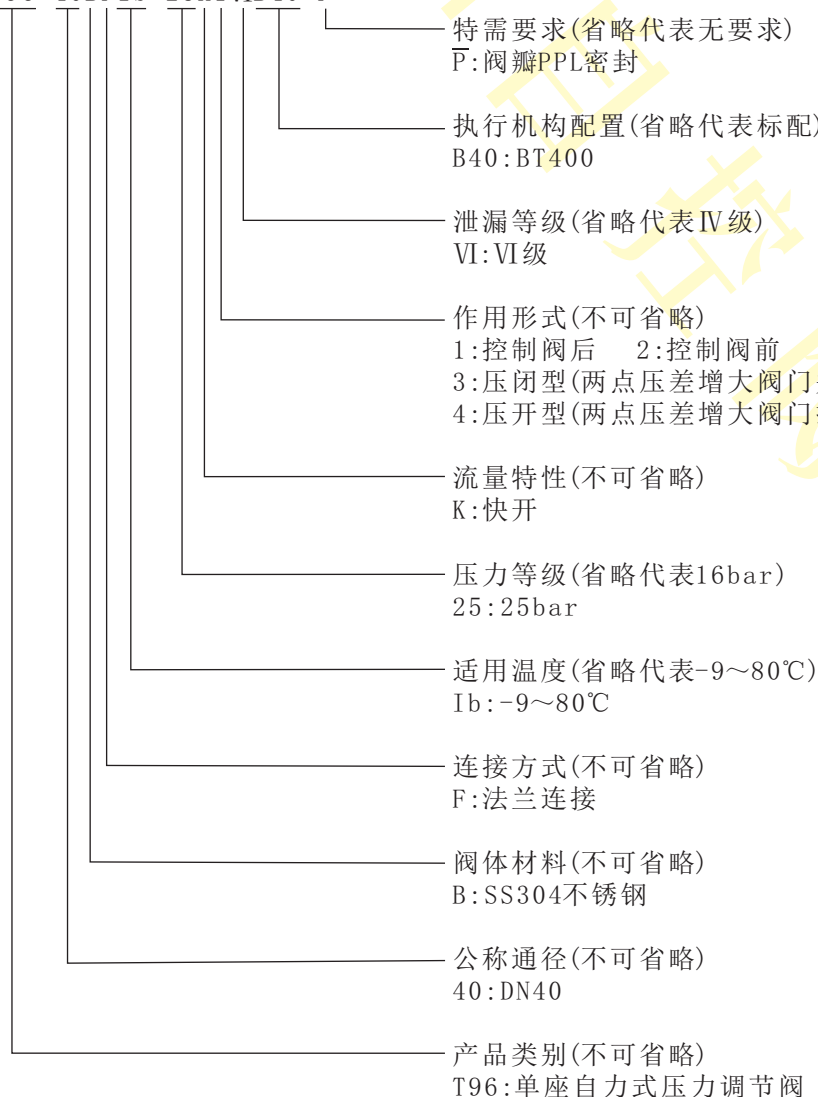 特需要求(省略代表无要求)
P:阀瓣PPL密封
执行机构配置(省略代表标配)
B40:BT400
泄漏等级(省略代表Ⅳ级)
Ⅵ:Ⅵ级
作用形式(不可省略)
1:控制阀后 2:控制阀前
3:压闭型(两点压差增大阀门
4:压开型(两点压差增大阀门
流量特性(不可省略)
K:快开
压力等级(省略代表16bar)
25:25bar
适用温度(省略代表-9～80℃)
Ib:-9～80℃
连接方式(不可省略)
F:法兰连接
阀体材料(不可省略)
B:SS304不锈钢
公称通径(不可省略)
40:DN40
产品类别(不可省略)
T96:单座自力式压力调节阀